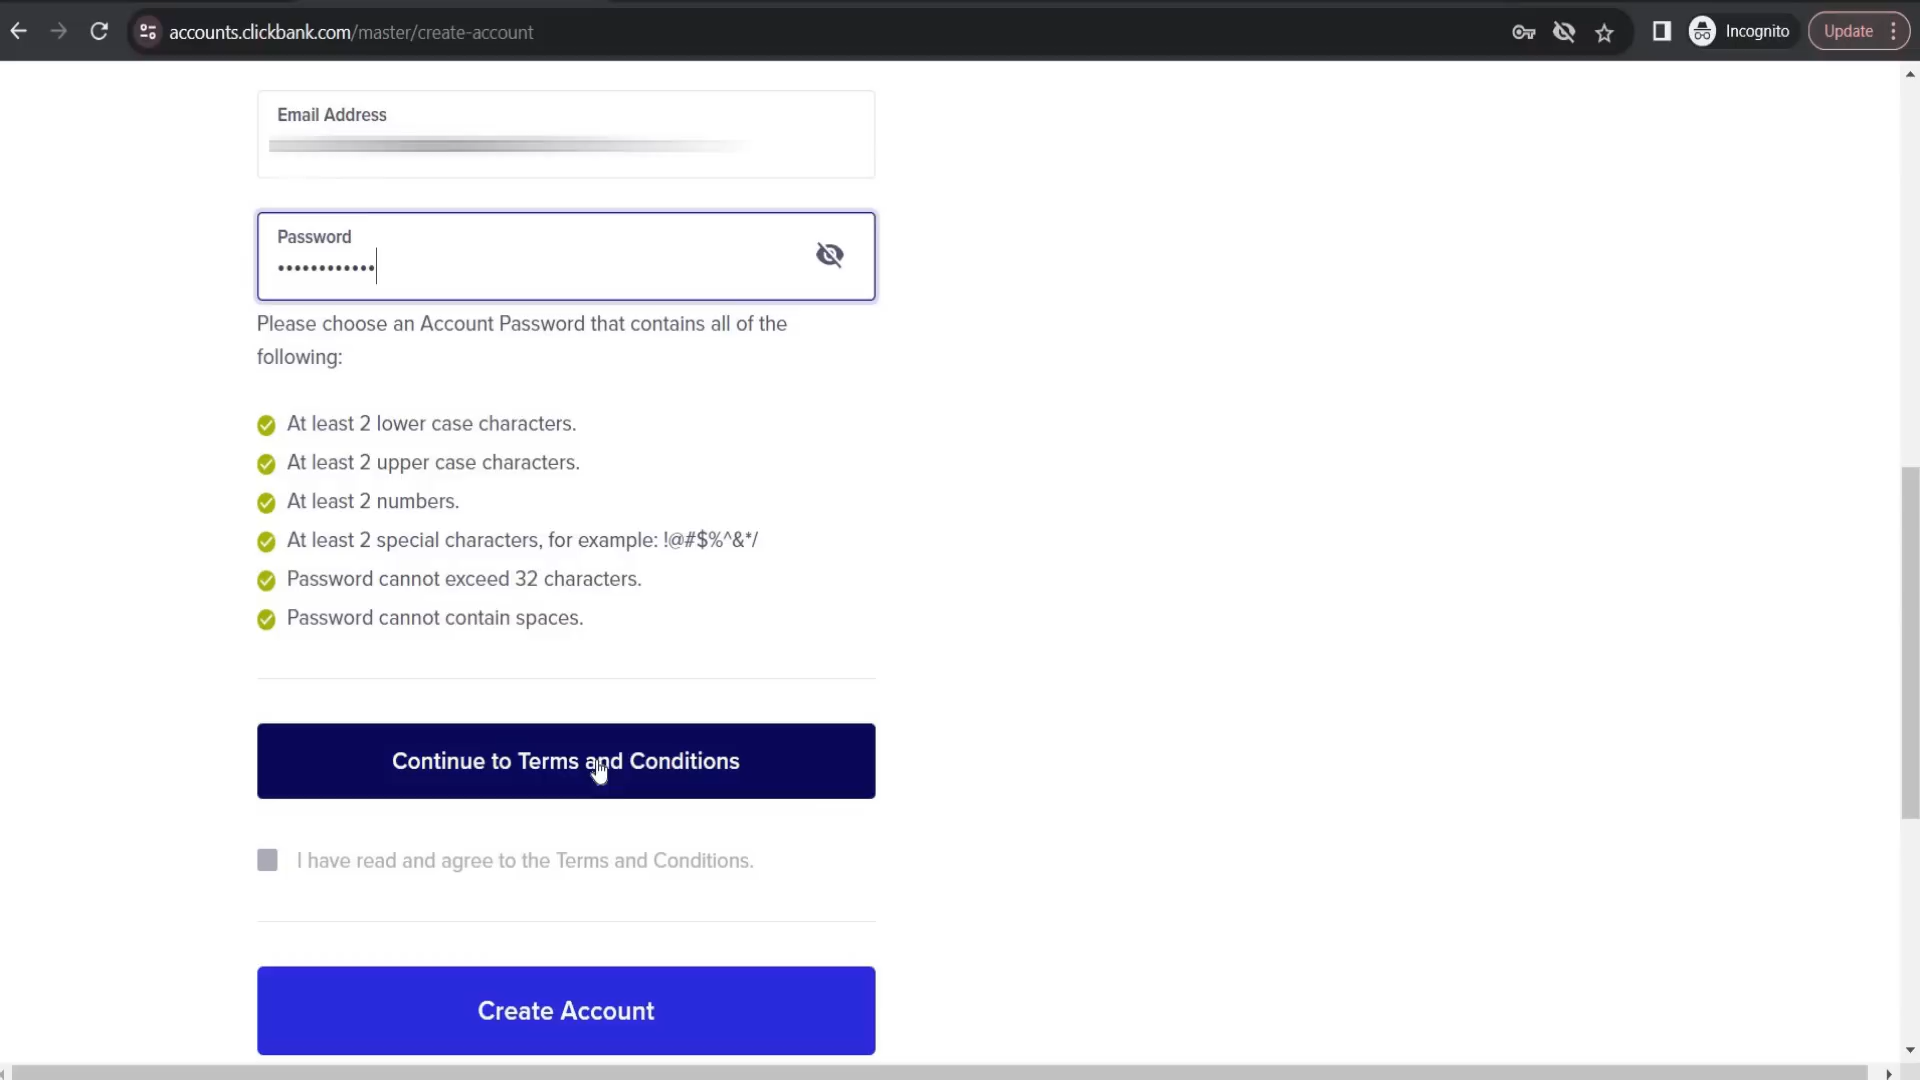 accounts.clickbank.com/master/create-account
Incognito
Update
Email Address
Password
••••••••••••
Please choose an Account Password that contains all of the
following:
At least 2 lower case characters.
At least 2 upper case characters.
At least 2 numbers.
At least 2 special characters, for example: !@#$%^&*/
Password cannot exceed 32 characters.
Password cannot contain spaces.
Continue to Terms and Conditions
I have read and agree to the Terms and Conditions.
Create Account